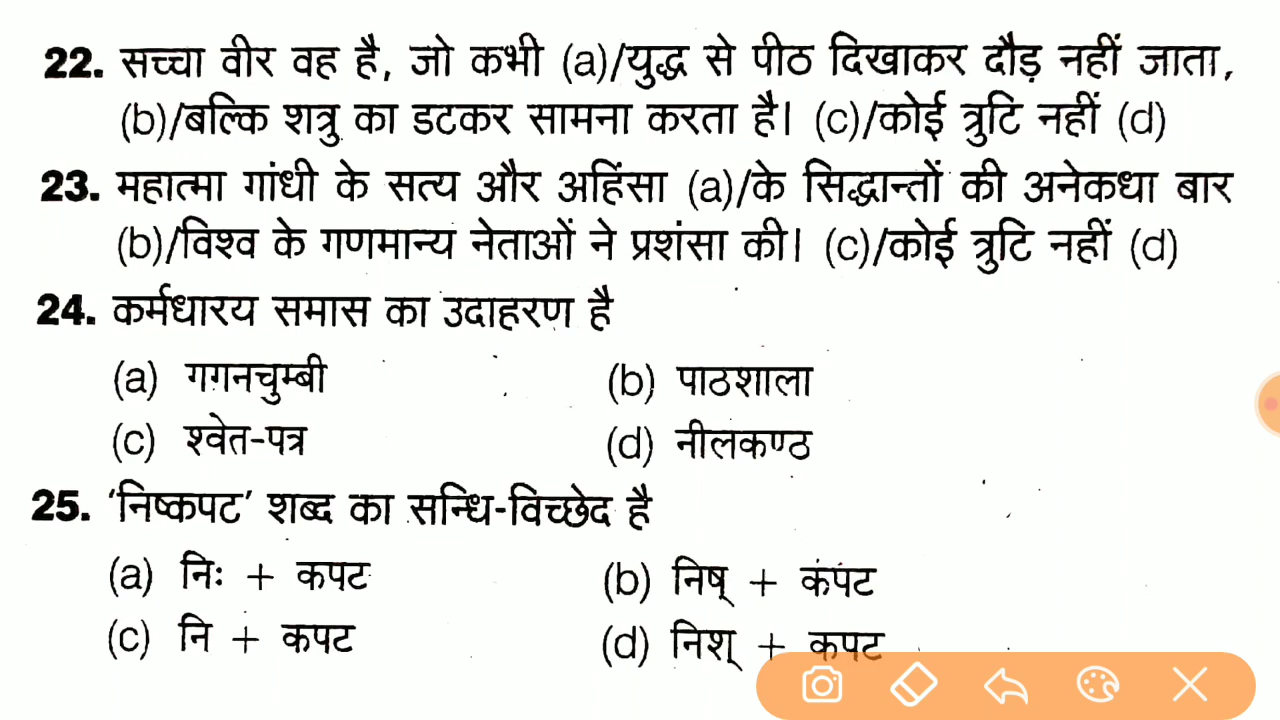 22. सच्चा वीर वह है, जो कभी (a)/युद्ध से पीठ दिखाकर दौड़ नहीं जाता,
(b)/बल्कि शत्रु का डटकर सामना करता है। (c)/कोई त्रुटि नहीं (d)
23. महात्मा गांधी के सत्य और अहिंसा (a)/के सिद्धान्तों की अनेकधा बार
(b)/विश्व के गणमान्य नेताओं ने प्रशंसा की। (c)/कोई त्रुटि नहीं (d)
24. कर्मधारय समास का उदाहरण है
(a) गगनचुम्बी (b) पाठशाला
(c) श्वेत-पत्र (d) नीलकण्ठ
25. 'निष्कपट' शब्द का सन्धि-विच्छेद है
(a) निः + कपट (b) निष् + कपट
(c) नि + कपट (d) निश् + कपट